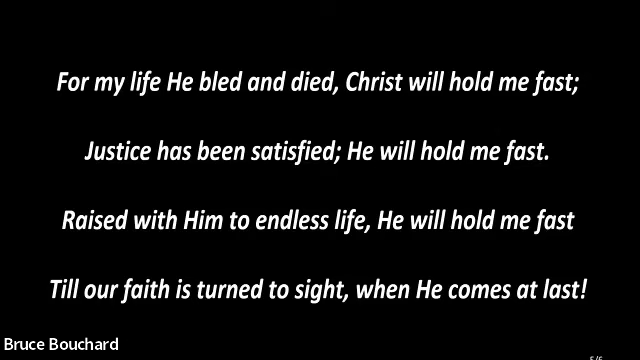 For my life He bled and died, Christ will hold me fast;
Justice has been satisfied; He will hold me fast.
Raised with Him to endless life, He will hold me fast
Till our faith is turned to sight, when He comes at last!
Bruce Bouchard
5/6